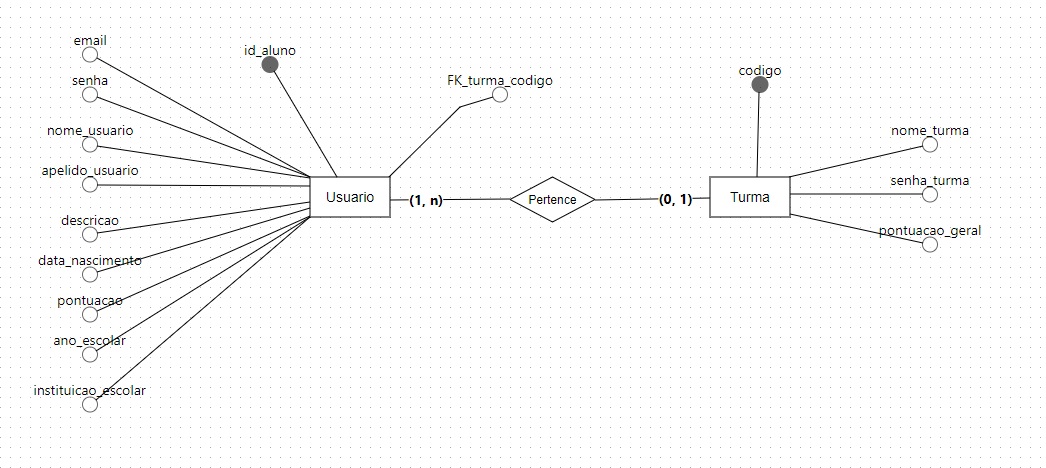 email
id_aluno
senha
FK_turma_codigo
codigo
nome_usuario
nome_turma
apelido_usuario
senha_turma
Usuario
(1, n)
Pertence
(0, 1)
Turma
descricao
pontuacao_geral
data_nascimento
pontuacao
ano_escolar
instituicao_escolar